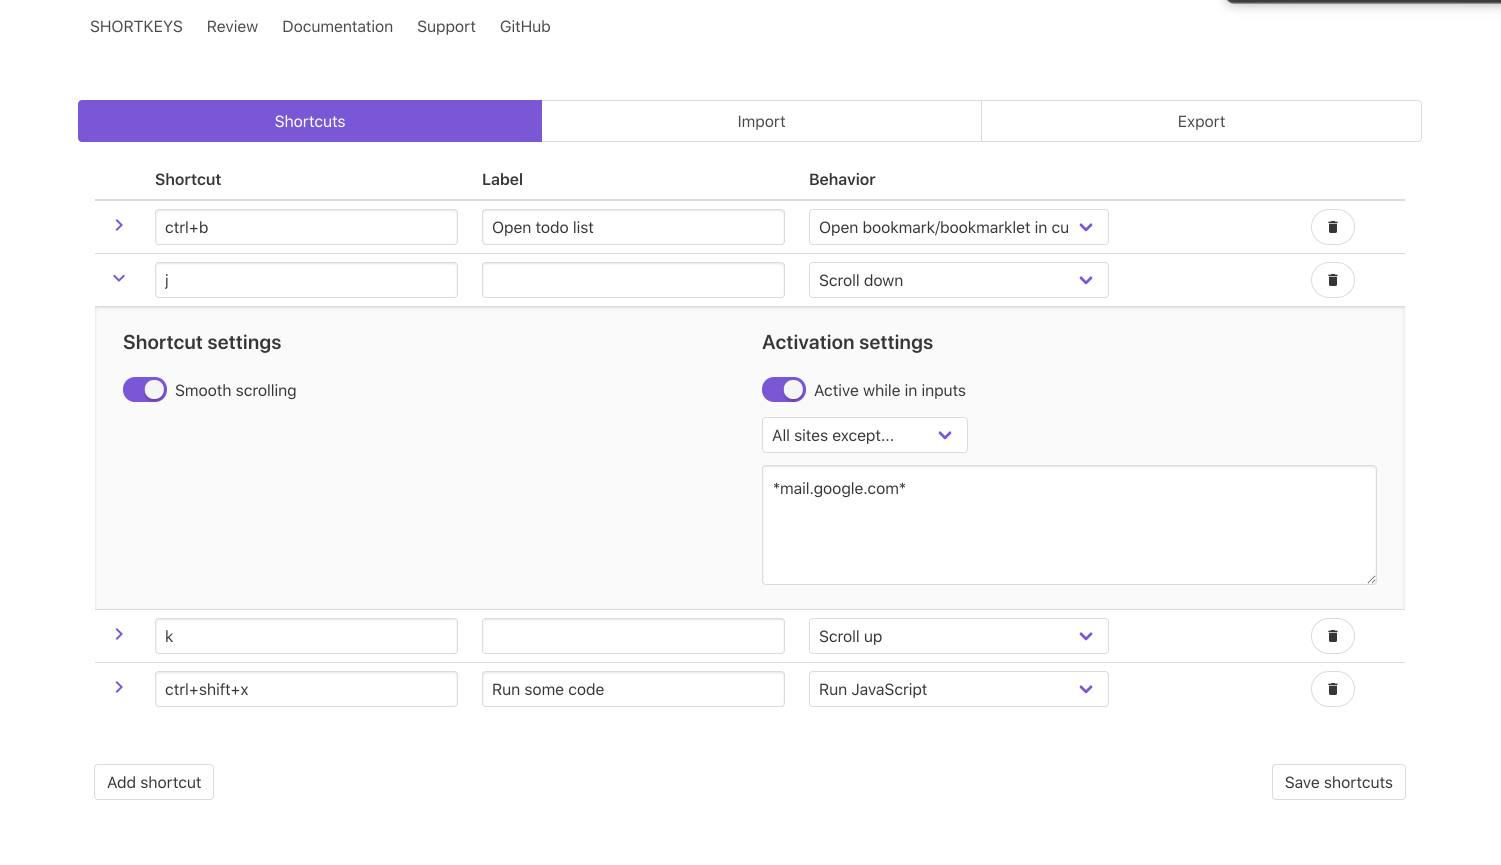 SHORTKEYS Review Documentation Support GitHub
Shortcuts Import Export
Shortcut Label Behavior
ctrl+b Open todo list Open bookmark/bookmarklet in cu
j Scroll down
Shortcut settings Activation settings
Smooth scrolling Active while in inputs
All sites except...
*mail.google.com*
k Scroll up
ctrl+shift+x Run some code Run JavaScript
Add shortcut Save shortcuts